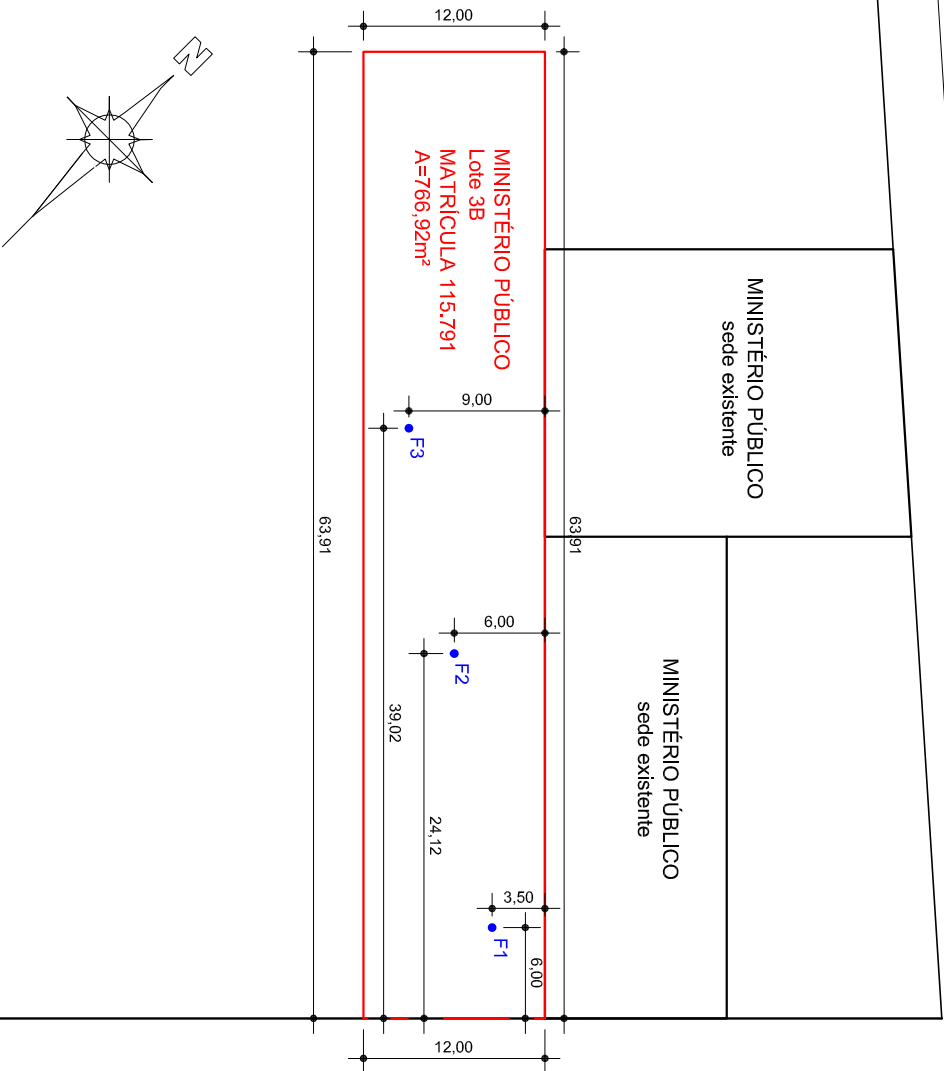 12,00
N
MINISTÉRIO PÚBLICO
Lote 3B
MATRÍCULA 115.791
A=766,92m²
MINISTÉRIO PÚBLICO
sede existente
9,00
F3
63,91
63,91
6,00
F2
39,02
24,12
MINISTÉRIO PÚBLICO
sede existente
3,50
F1
6,00
12,00